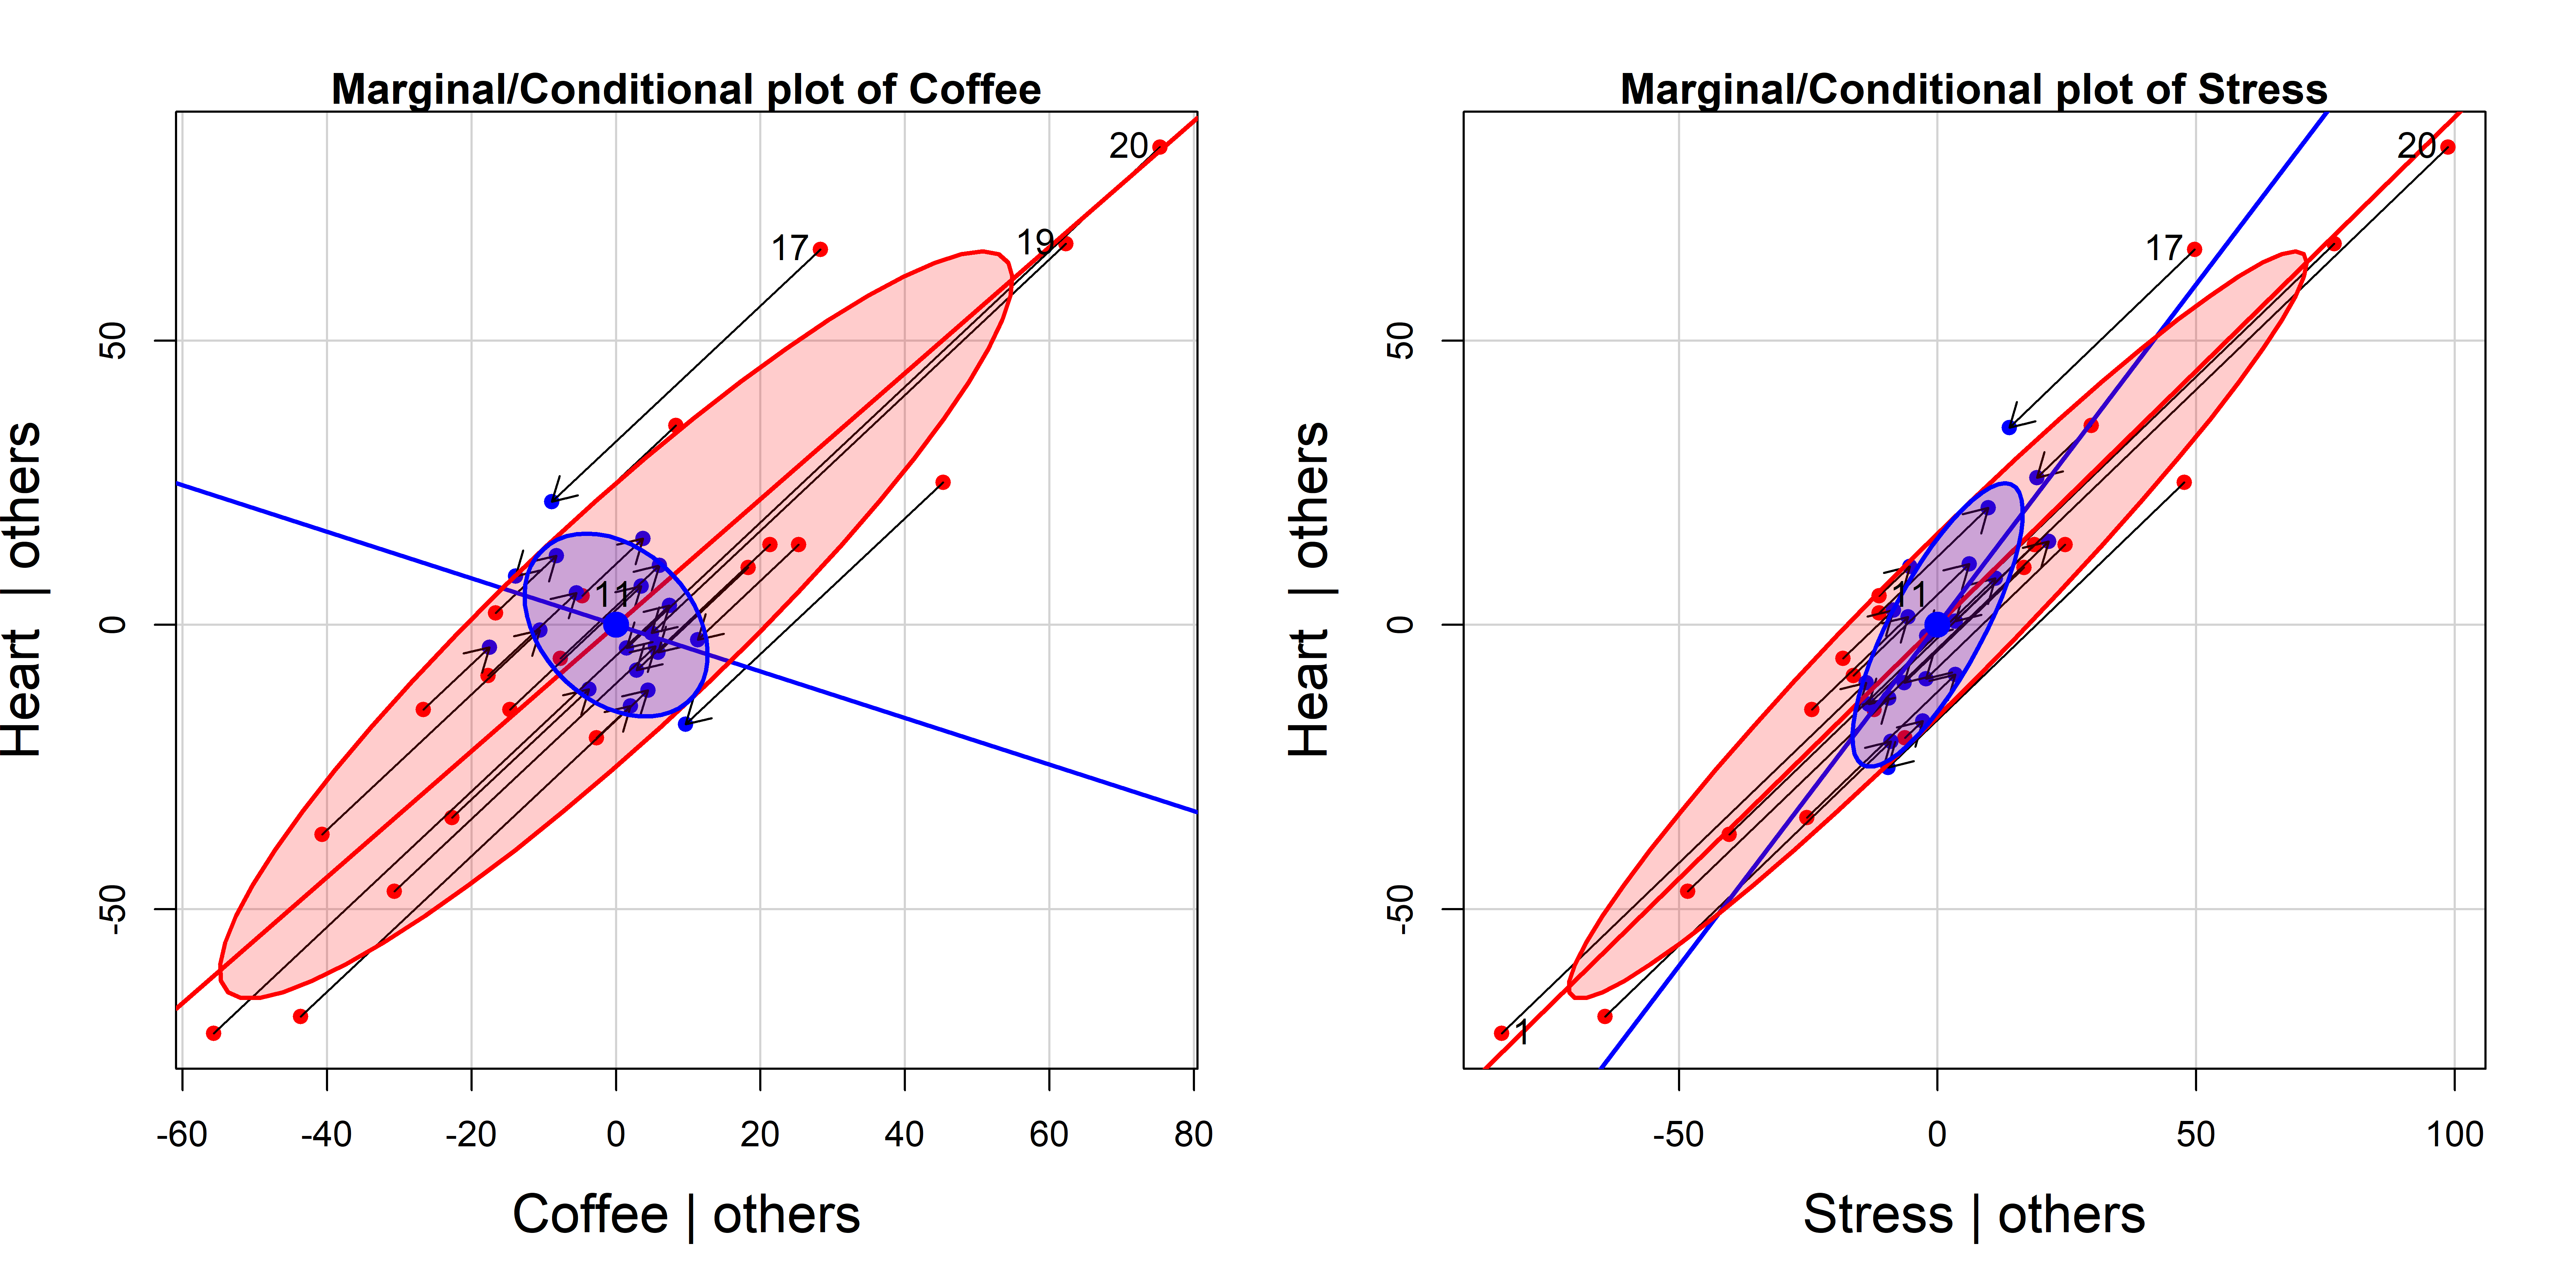 Marginal/Conditional plot of Coffee
20
17
19
11
50
0
-50
Heart | others
-60 -40 -20 0 20 40 60 80
Coffee | others
Marginal/Conditional plot of Stress
20
17
11
1
50
0
-50
Heart | others
-50 0 50 100
Stress | others